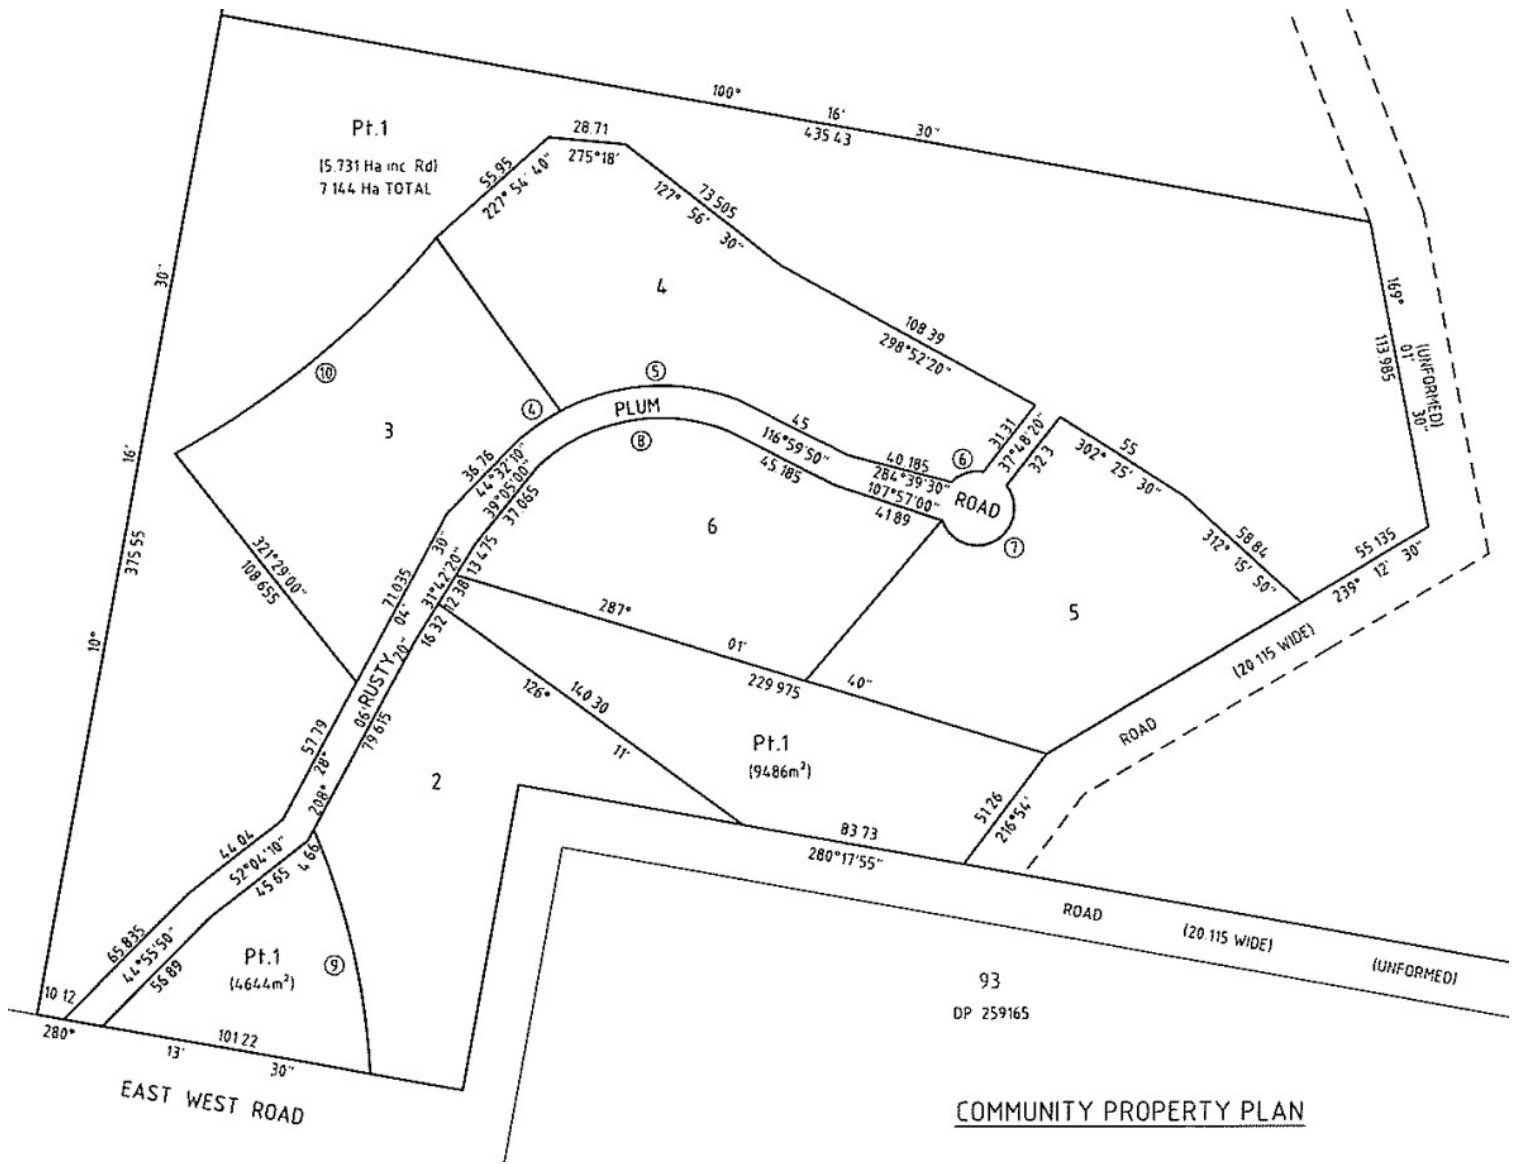 100° 16' 30"
435 43
Pt.1
(5.731 Ha inc Rd)
7 144 Ha TOTAL
28.71
275°18'
55.95
227° 54' 40"
73 505
127° 56' 30"
4
108 39
298°52'20"
10° 16' 30"
375 55
169° 01' 30"
113.985
(UNFORMED)
10
3
4
5
PLUM
8
45
116°59'50"
45.185
40.185
284°39'30"
107°57'00"
41 89
6
31.31
37°48'20"
32.3
ROAD
7
55
302° 25' 30"
58 84
312° 15' 50"
55 135
239° 12' 30"
36.76
44°32'10"
39°05'00"
37.065
6
321°29'00"
108 655
71.035
28° 04' 30"
31°42'20"
13 475
12 38
16 32
RUSTY
208° 06' 20"
79 615
57.79
287° 01' 40"
229 975
5
(20 115 WIDE)
ROAD
126° 11'
140 30
2
Pt.1
(9486m²)
51 26
216°54'
83 73
280°17'55"
44 04
52°04'10"
45 65
4 66
65.835
44°55'50"
56 89
Pt.1
(4644m²)
9
10 12
280° 13' 30"
101 22
EAST WEST ROAD
ROAD
(20.115 WIDE)
(UNFORMED)
93
DP 259165
COMMUNITY PROPERTY PLAN